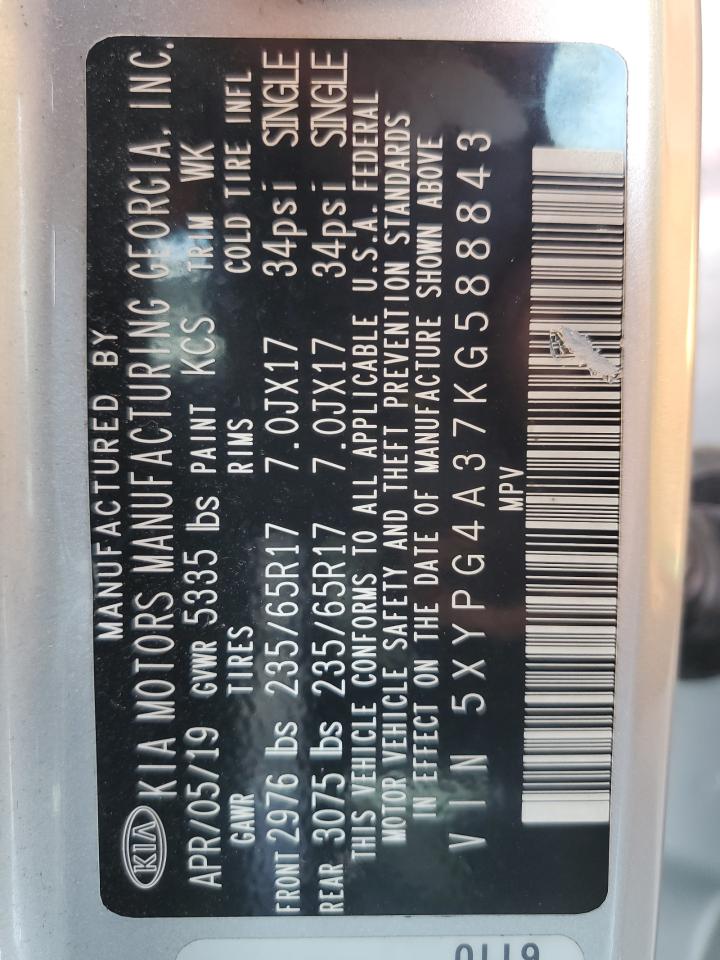 MANUFACTURED BY
KIA KIA MOTORS MANUFACTURING GEORGIA, INC.
APR/05/19 GVWR 5335 lbs PAINT KCS TRIM WK
GAWR TIRES RIMS COLD TIRE INFL
FRONT 2976 lbs 235/65R17 7.0JX17 34psi SINGLE
REAR 3075 lbs 235/65R17 7.0JX17 34psi SINGLE
THIS VEHICLE CONFORMS TO ALL APPLICABLE U.S.A. FEDERAL
MOTOR VEHICLE SAFETY AND THEFT PREVENTION STANDARDS
IN EFFECT ON THE DATE OF MANUFACTURE SHOWN ABOVE
VIN 5XYPG4A37KG588843
MPV